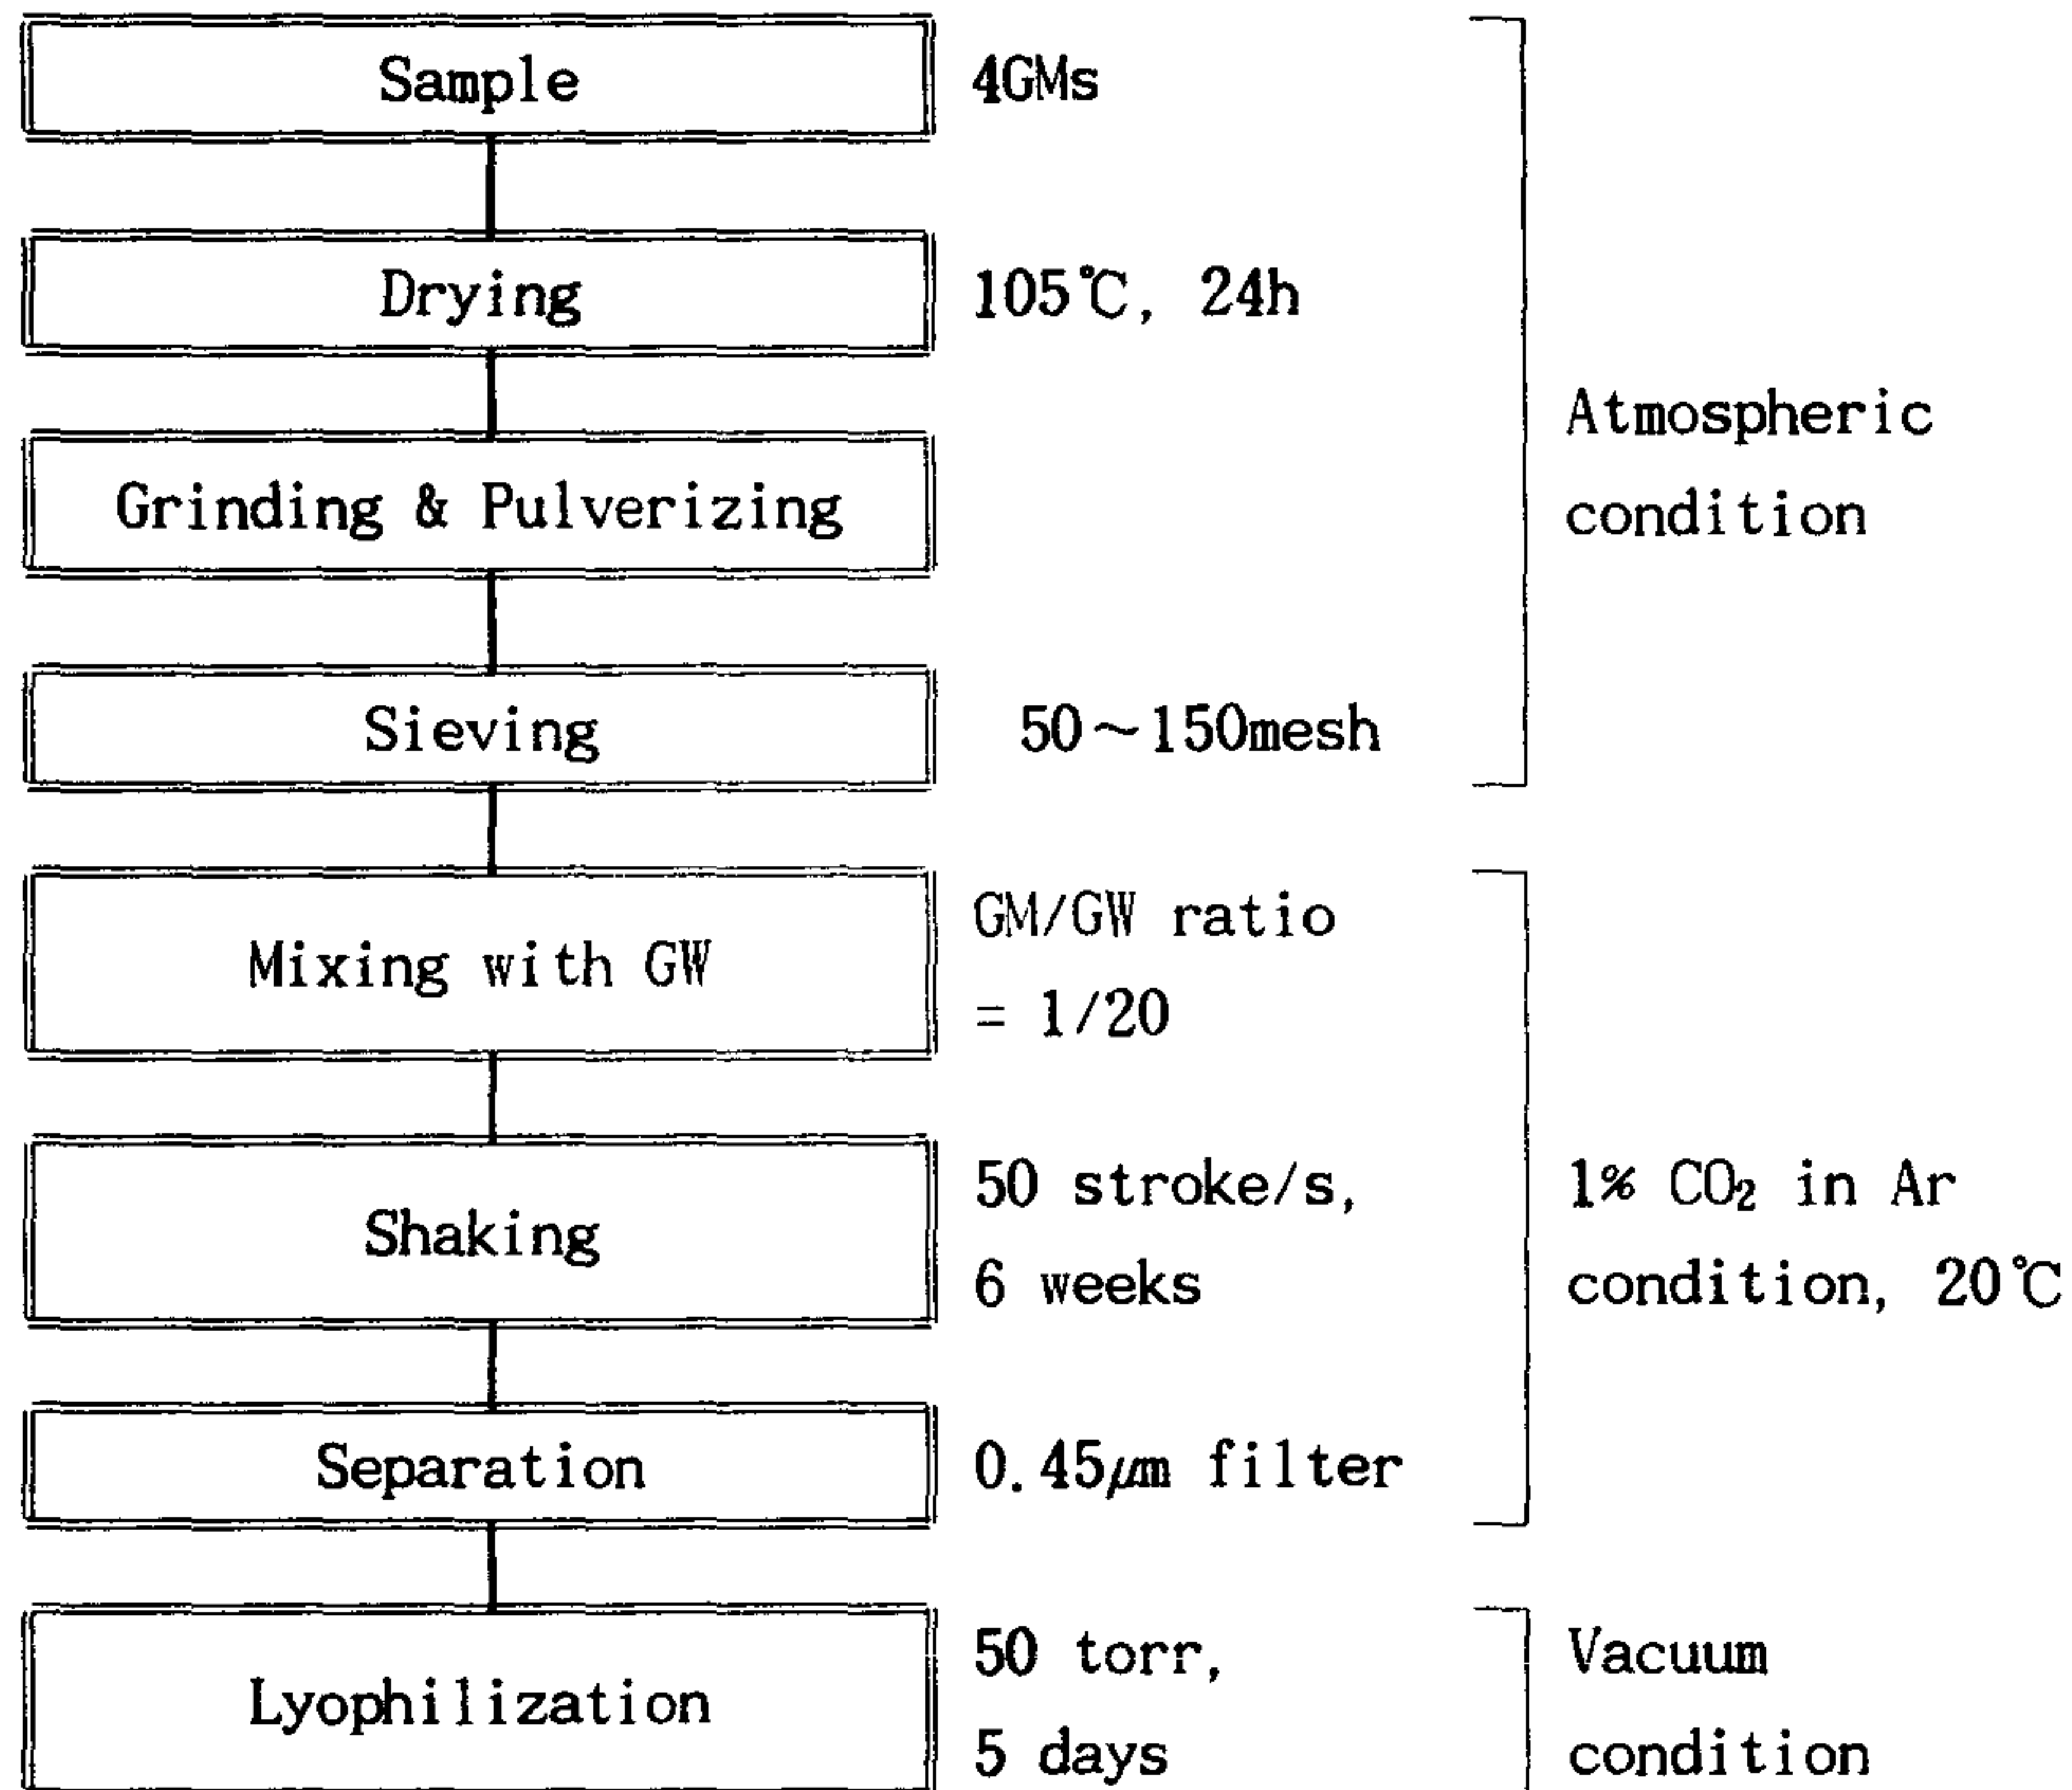 Sample
4GMs
Drying
105℃, 24h
Grinding & Pulverizing
Sieving
50～150mesh
Atmospheric
condition
Mixing with GW
GM/GW ratio
= 1/20
Shaking
50 stroke/s,
6 weeks
Separation
0.45μm filter
1% CO₂ in Ar
condition, 20℃
Lyophilization
50 torr,
5 days
Vacuum
condition